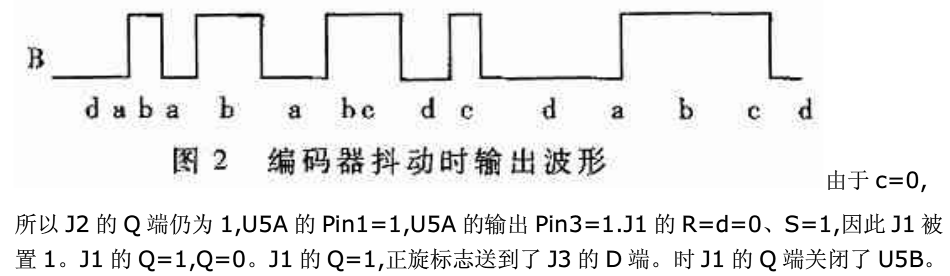 B
d a b a b a b c d c d a b c d
图 2 编码器抖动时输出波形
由于 c=0,
所以 J2 的 Q 端仍为 1,U5A 的 Pin1=1,U5A 的输出 Pin3=1.J1 的 R=d=0、S=1,因此 J1 被
置 1。J1 的 Q=1,Q=0。J1 的 Q=1,正旋标志送到了 J3 的 D 端。时 J1 的 Q 端关闭了 U5B。